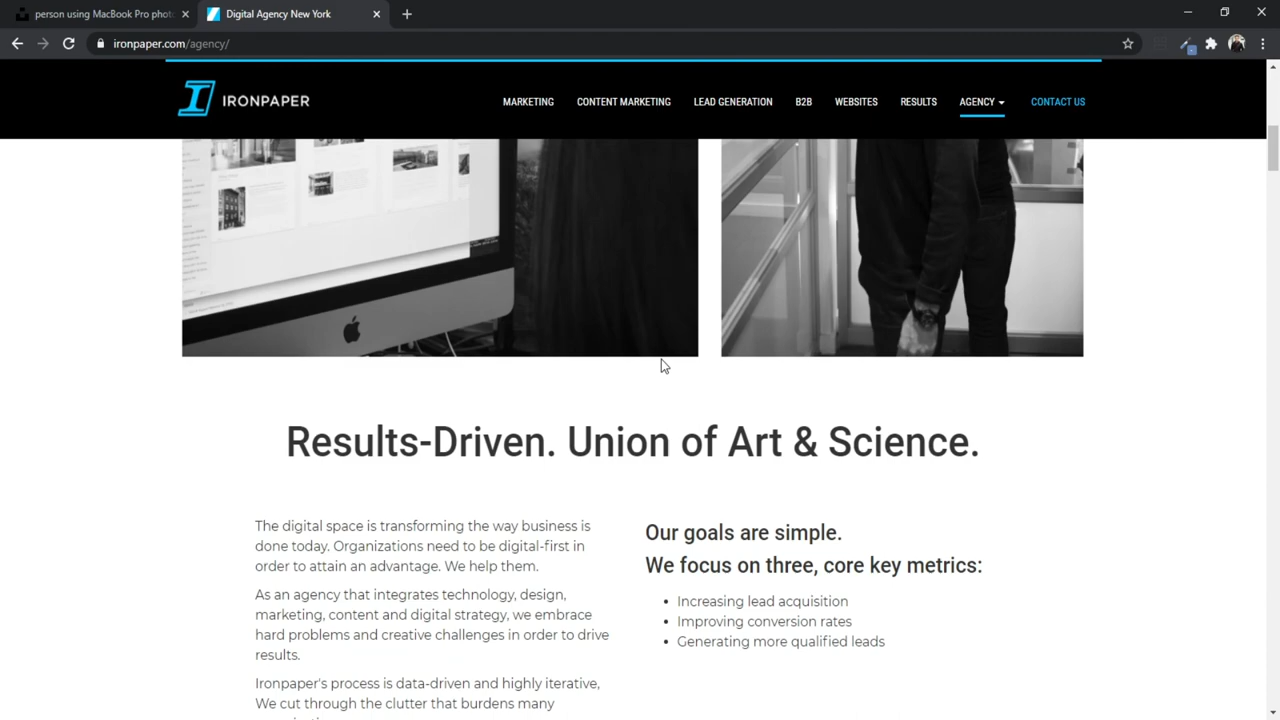 person using MacBook Pro phot
Digital Agency New York
ironpaper.com/agency/
IRONPAPER
MARKETING
CONTENT MARKETING
LEAD GENERATION
B2B
WEBSITES
RESULTS
AGENCY
CONTACT US
Results-Driven. Union of Art & Science.
The digital space is transforming the way business is
done today. Organizations need to be digital-first in
order to attain an advantage. We help them.
As an agency that integrates technology, design,
marketing, content and digital strategy, we embrace
hard problems and creative challenges in order to drive
results.
Ironpaper's process is data-driven and highly iterative,
We cut through the clutter that burdens many
Our goals are simple.
We focus on three, core key metrics:
• Increasing lead acquisition
• Improving conversion rates
• Generating more qualified leads